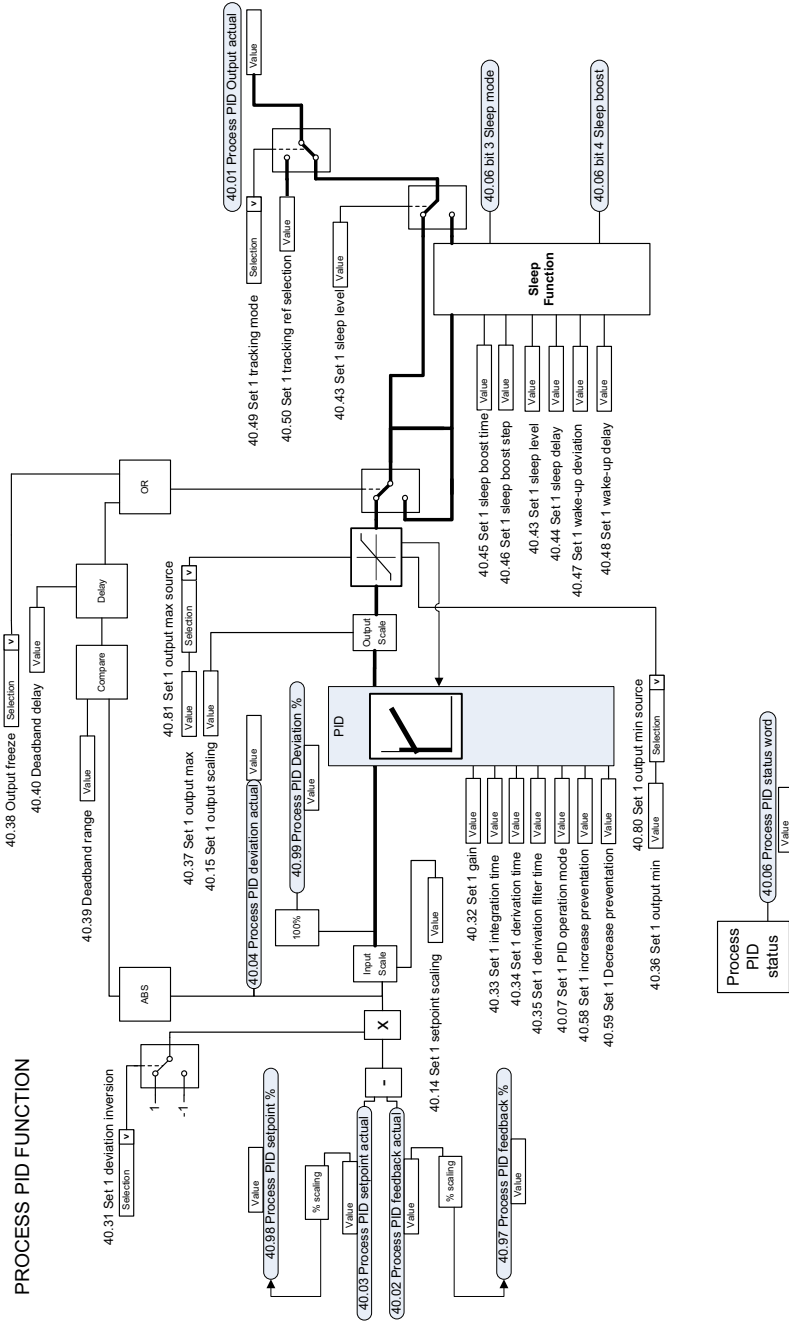 PROCESS PID FUNCTION
40.31 Set 1 deviation inversion
Selection v
1
-1
Value
40.98 Process PID setpoint %
% scaling
40.03 Process PID setpoint actual
Value
40.02 Process PID feedback actual
Value
% scaling
40.97 Process PID feedback %
Value
-
X
40.14 Set 1 setpoint scaling
Value
Input
Scale
ABS
40.04 Process PID deviation actual
Value
100%
40.99 Process PID Deviation %
Value
40.38 Output freeze
Selection v
40.40 Deadband delay
Value
40.39 Deadband range
Value
Compare
Delay
OR
40.81 Set 1 output max source
40.37 Set 1 output max
Value
Selection v
40.15 Set 1 output scaling
Value
PID
40.32 Set 1 gain
Value
40.33 Set 1 integration time
Value
40.34 Set 1 derivation time
Value
40.35 Set 1 derivation filter time
Value
40.07 Set 1 PID operation mode
Value
40.58 Set 1 increase preventation
Value
40.59 Set 1 Decrease preventation
Value
Output
Scale
40.80 Set 1 output min source
40.36 Set 1 output min
Value
Selection v
40.49 Set 1 tracking mode
Selection v
40.50 Set 1 tracking ref selection
Value
40.43 Set 1 sleep level
Value
40.01 Process PID Output actual
Value
40.45 Set 1 sleep boost time
Value
40.46 Set 1 sleep boost step
Value
40.43 Set 1 sleep level
Value
40.44 Set 1 sleep delay
Value
40.47 Set 1 wake-up deviation
Value
40.48 Set 1 wake-up delay
Value
Sleep
Function
40.06 bit 3 Sleep mode
40.06 bit 4 Sleep boost
Process
PID
status
40.06 Process PID status word
Value